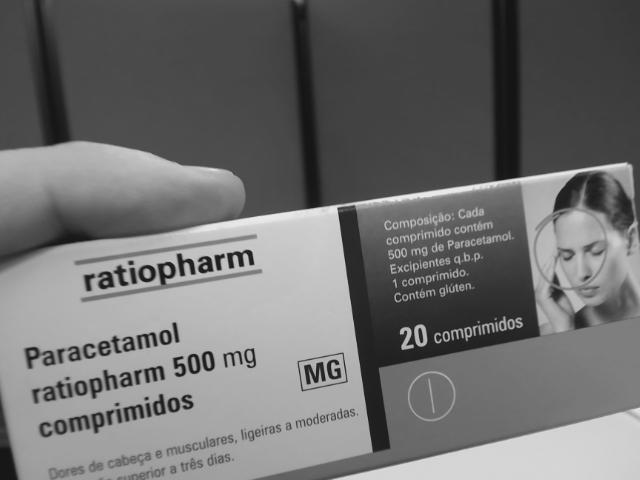 ratiopharm
Paracetamol
ratiopharm 500 mg
comprimidos
MG
Dores de cabeça e musculares, ligeiras a moderadas.
superior a três dias.
Composição: Cada
comprimido contém
500 mg de Paracetamol.
Excipientes q.b.p.
1 comprimido.
Contém glúten.
20 comprimidos